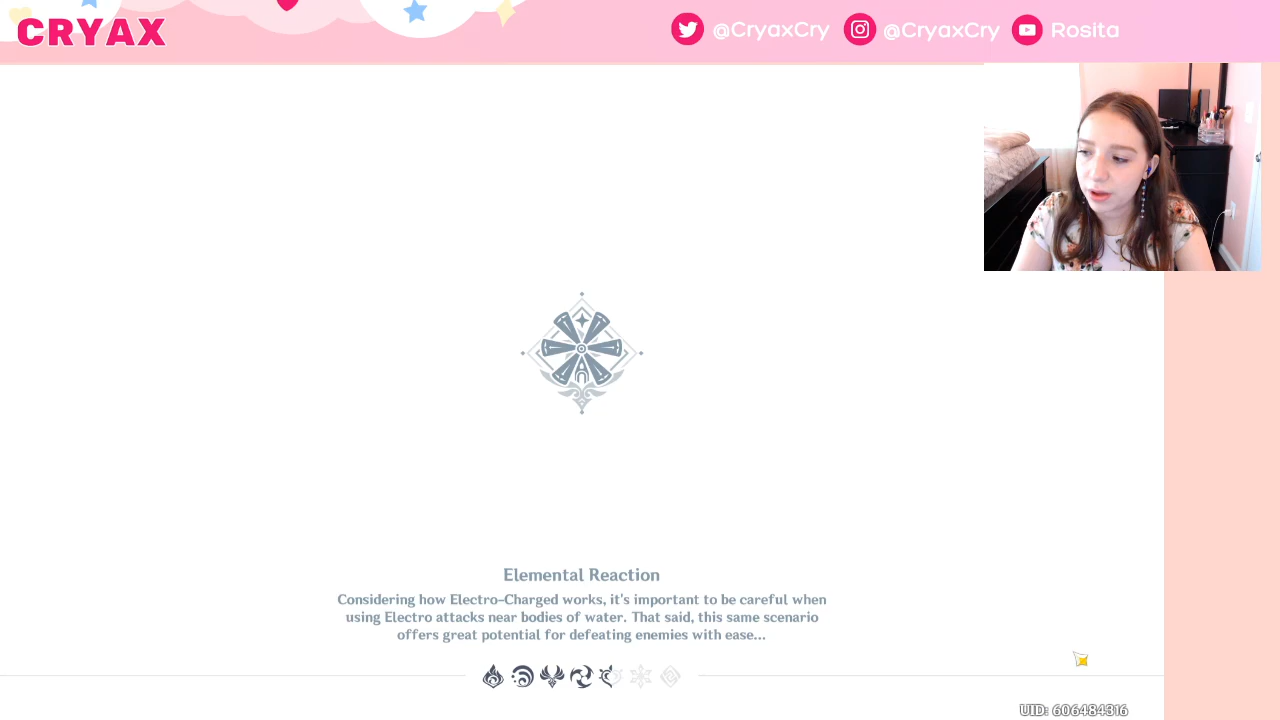 CRYAX
@CryaxCry
@CryaxCry
Rosita
Elemental Reaction
Considering how Electro-Charged works, it's important to be careful when
using Electro attacks near bodies of water. That said, this same scenario
offers great potential for defeating enemies with ease...
UID: 606484316